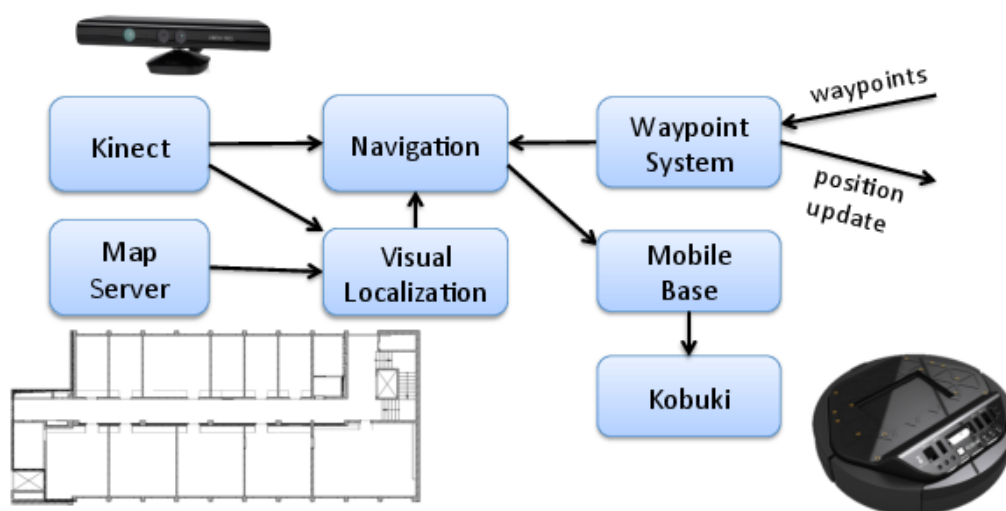 Kinect
Navigation
Waypoint
System
waypoints
position
update
Map
Server
Visual
Localization
Mobile
Base
Kobuki